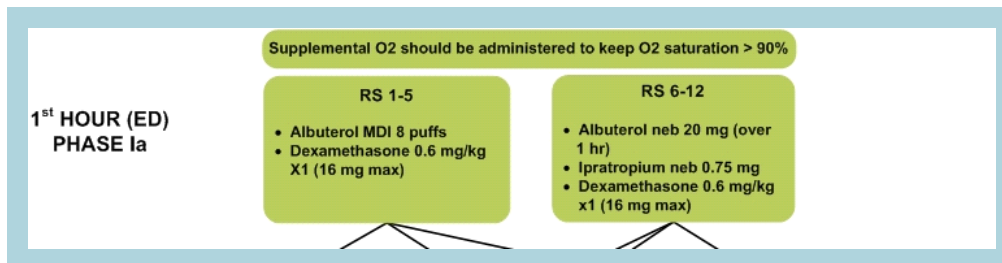 Supplemental O2 should be administered to keep O2 saturation > 90%
1st HOUR (ED)
PHASE Ia
RS 1-5
• Albuterol MDI 8 puffs
• Dexamethasone 0.6 mg/kg
X1 (16 mg max)
RS 6-12
• Albuterol neb 20 mg (over
1 hr)
• Ipratropium neb 0.75 mg
• Dexamethasone 0.6 mg/kg
x1 (16 mg max)